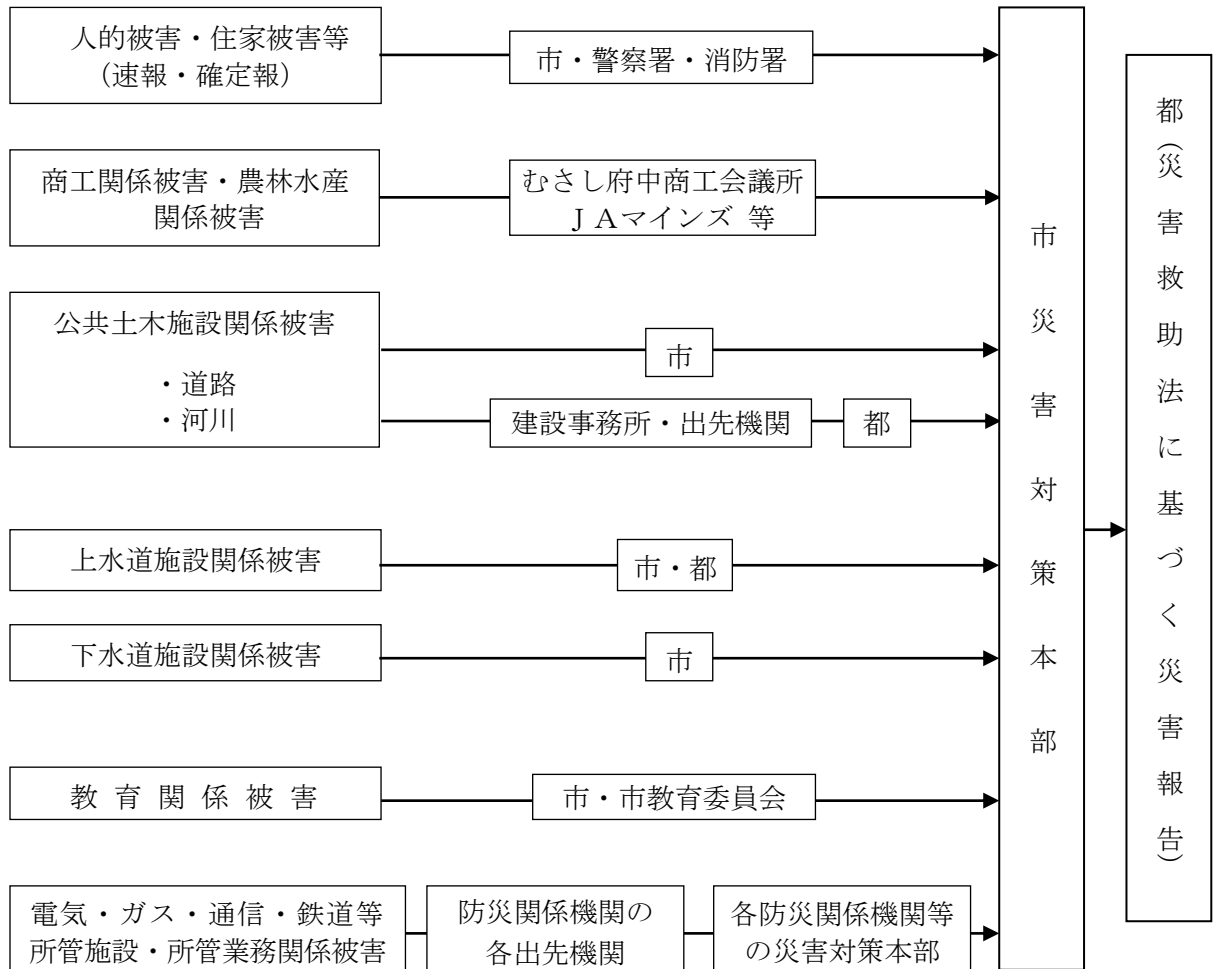 人的被害・住家被害等
（速報・確定報）
市・警察署・消防署
商工関係被害・農林水産
関係被害
むさし府中商工会議所
ＪＡマインズ 等
公共土木施設関係被害
・道路
・河川
市
建設事務所・出先機関
都
上水道施設関係被害
市・都
下水道施設関係被害
市
教 育 関 係 被 害
市・市教育委員会
電気・ガス・通信・鉄道等
所管施設・所管業務関係被害
防災関係機関の
各出先機関
各防災関係機関等
の災害対策本部
市災害対策本部
都（災害救助法に基づく災害報告）